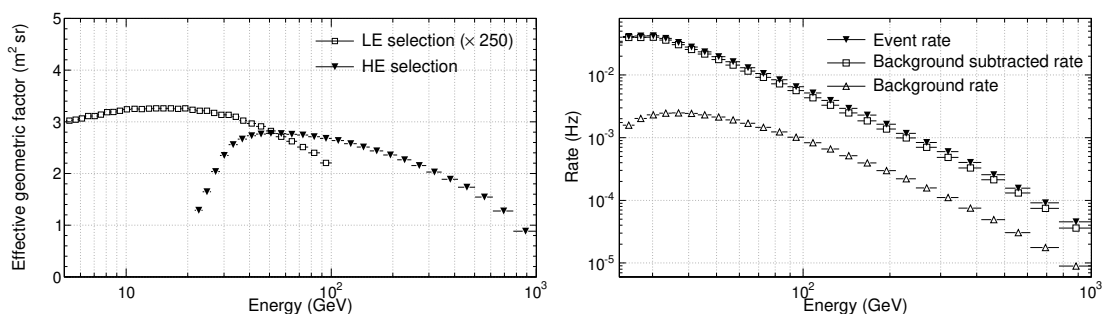 Effective geometric factor (m² sr)
5
4
3
2
1
0
LE selection (× 250)
HE selection
10
10²
10³
Energy (GeV)
Rate (Hz)
10⁻²
10⁻³
10⁻⁴
10⁻⁵
Event rate
Background subtracted rate
Background rate
10²
10³
Energy (GeV)